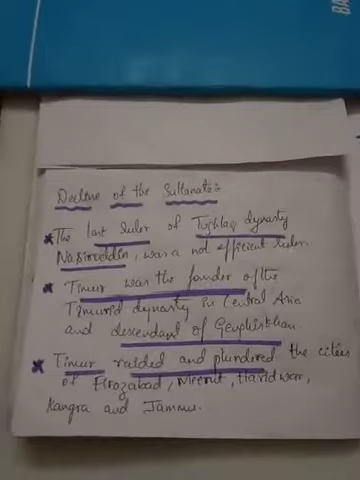 BA
Decline of the Sultanate:
* The last ruler of Tughlaq dynasty
Nasiruddin, was a not efficient ruler.
* Timur was the founder of the
Timurid dynasty in Central Asia
and descendant of Genghiskhan
* Timur raided and plundered the cities
of Firozabad, Meerut, Haridwar,
Kangra and Jammu.